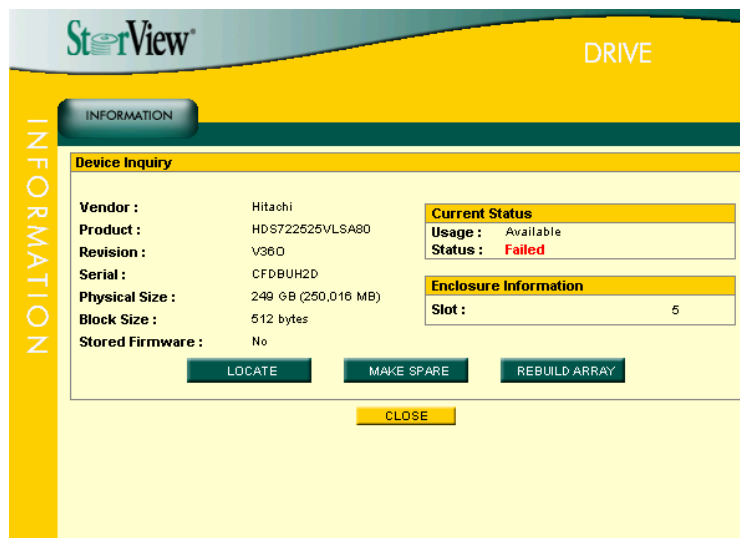 StorView®
DRIVE
INFORMATION
INFORMATION
Device Inquiry
Vendor : Hitachi
Product : HDS722525VLSA80
Revision : V36O
Serial : CFDBUH2D
Physical Size : 249 GB (250,016 MB)
Block Size : 512 bytes
Stored Firmware : No
Current Status
Usage : Available
Status : Failed
Enclosure Information
Slot : 5
LOCATE MAKE SPARE REBUILD ARRAY
CLOSE